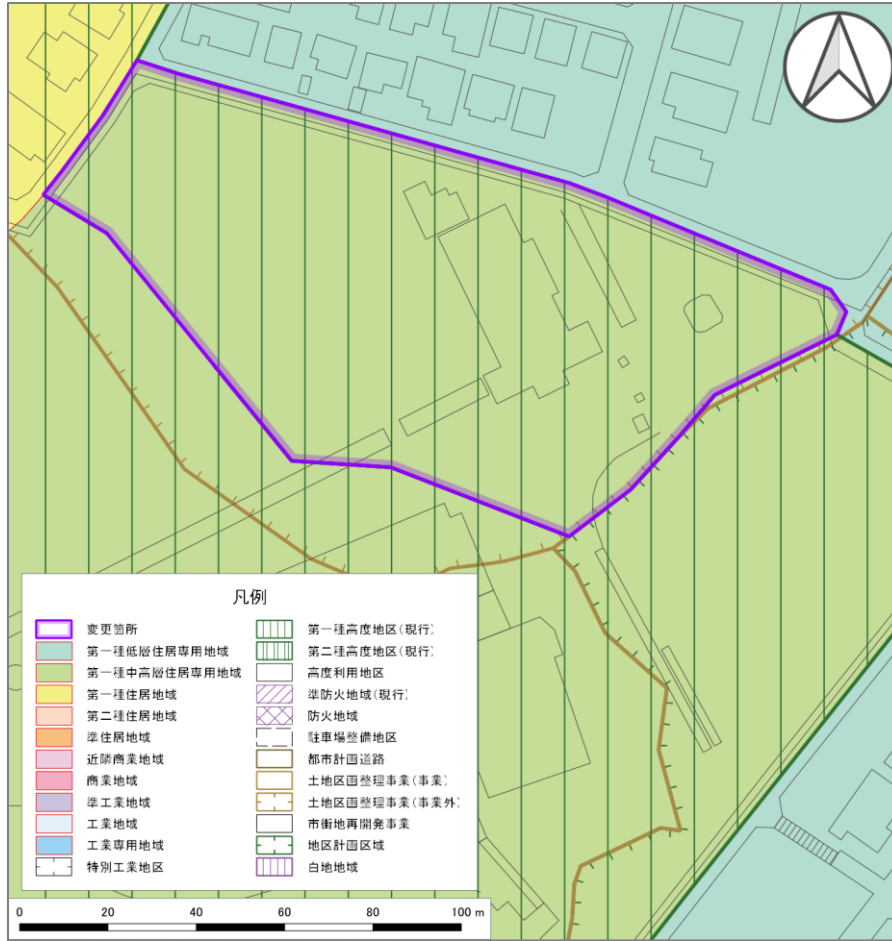 凡例
変更箇所
第一種低層住居専用地域
第一種中高層住居専用地域
第一種住居地域
第二種住居地域
準住居地域
近隣商業地域
商業地域
準工業地域
工業地域
工業専用地域
特別工業地区
第一種高度地区(現行)
第二種高度地区(現行)
高度利用地区
準防火地域(現行)
防火地域
駐車場整備地区
都市計画道路
土地区画整理事業(事業)
土地区画整理事業(事業外)
市街地再開発事業
地区計画区域
白地地域
0 20 40 60 80 100 m